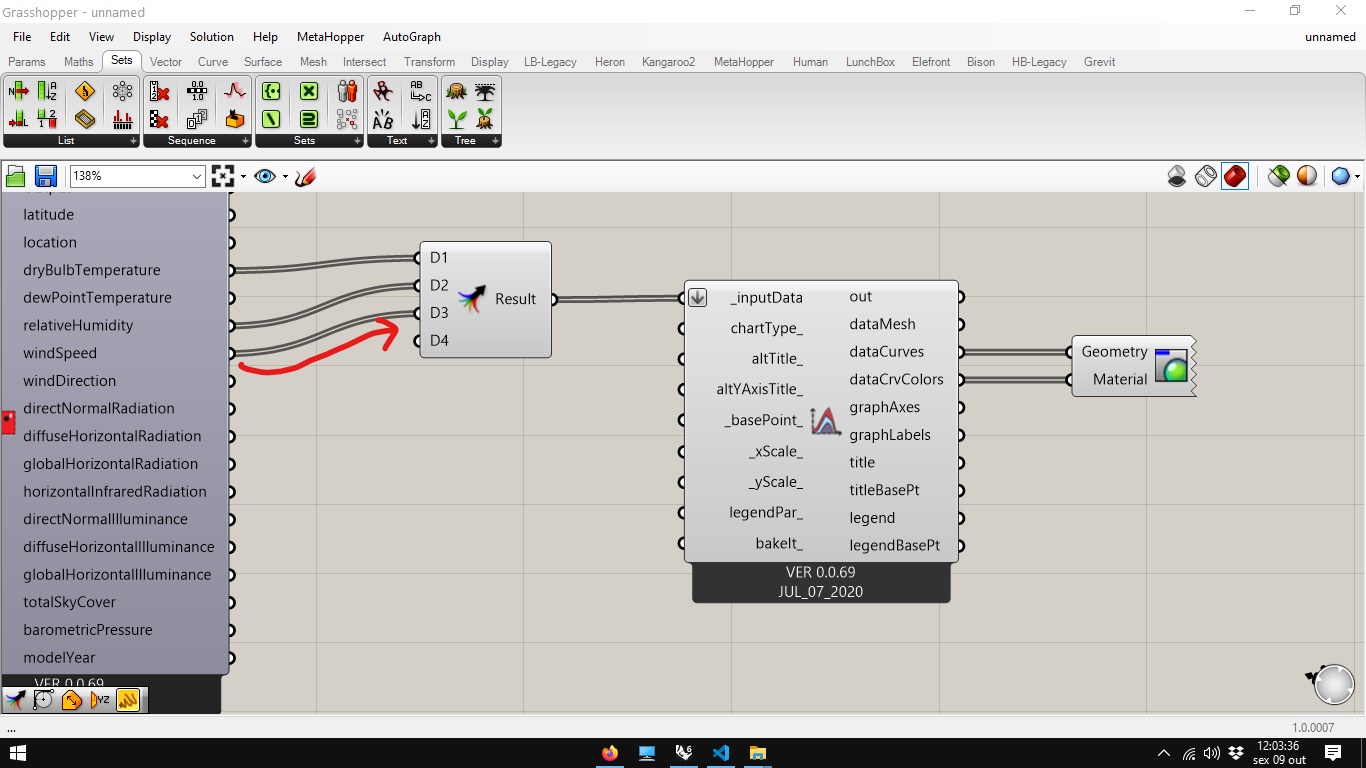 Grasshopper - unnamed
File Edit View Display Solution Help MetaHopper AutoGraph unnamed
Params Maths Sets Vector Curve Surface Mesh Intersect Transform Display LB-Legacy Heron Kangaroo2 MetaHopper Human LunchBox Elefront Bison HB-Legacy Grevit
List Sequence Sets Text Tree
138%
latitude
location
dryBulbTemperature
dewPointTemperature
relativeHumidity
windSpeed
windDirection
directNormalRadiation
diffuseHorizontalRadiation
globalHorizontalRadiation
horizontalInfraredRadiation
directNormalIlluminance
diffuseHorizontalIlluminance
globalHorizontalIlluminance
totalSkyCover
barometricPressure
modelYear
VER 0.0.69
D1
D2
D3
D4
Result
_inputData
chartType_
altTitle_
altYAxisTitle_
_basePoint_
_xScale_
_yScale_
legendPar_
bakeIt_
out
dataMesh
dataCurves
dataCrvColors
graphAxes
graphLabels
title
titleBasePt
legend
legendBasePt
VER 0.0.69
JUL_07_2020
Geometry
Material
...
1.0.0007
12:03:36
sex 09 out